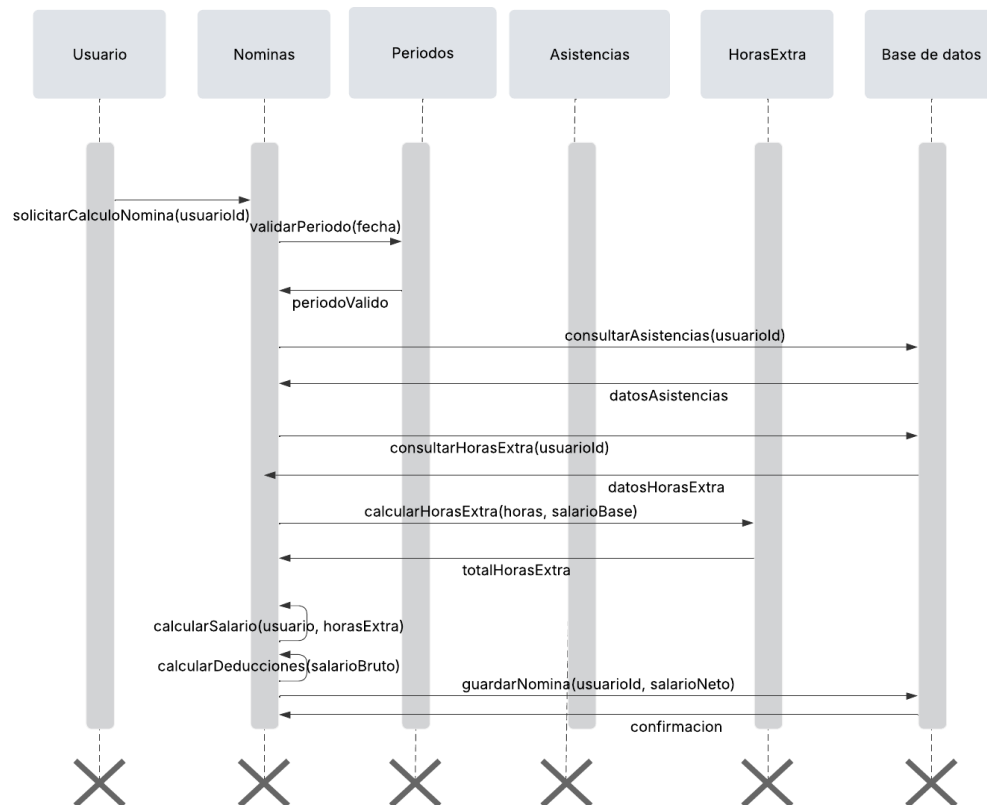 Usuario
Nominas
Periodos
Asistencias
HorasExtra
Base de datos
solicitarCalculoNomina(usuarioId)
validarPeriodo(fecha)
periodoValido
consultarAsistencias(usuarioId)
datosAsistencias
consultarHorasExtra(usuarioId)
datosHorasExtra
calcularHorasExtra(horas, salarioBase)
totalHorasExtra
calcularSalario(usuario, horasExtra)
calcularDeducciones(salarioBruto)
guardarNomina(usuarioId, salarioNeto)
confirmacion